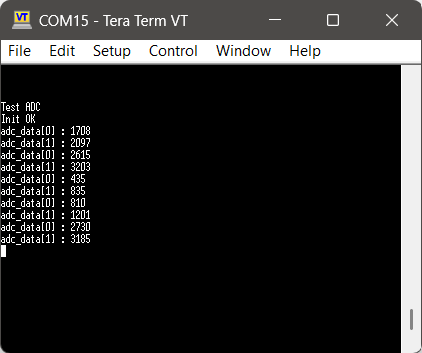 COM15 - Tera Term VT
File Edit Setup Control Window Help
Test ADC
Init OK
adc_data[0] : 1708
adc_data[1] : 2097
adc_data[0] : 2615
adc_data[1] : 3203
adc_data[0] : 435
adc_data[1] : 835
adc_data[0] : 810
adc_data[1] : 1201
adc_data[0] : 2730
adc_data[1] : 3185